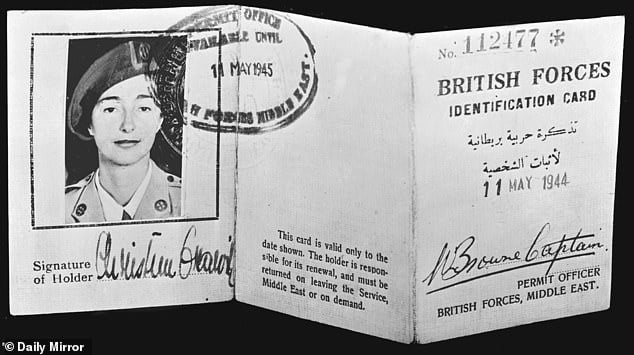 PERMIT OFFICE
AVAILABLE UNTIL
11 MAY 1945
FORCES MIDDLE EAST.
Signature
of Holder
Christine
This card is valid only to the
date shown. The holder is respon-
sible for its renewal, and must be
returned on leaving the Service,
Middle East or on demand.
No. 112477 *
BRITISH FORCES
IDENTIFICATION CARD
تذكرة حربية بريطانية
لأثبات الشخصية
11 MAY 1944
Browne Captain.
PERMIT OFFICER
BRITISH FORCES, MIDDLE EAST.
© Daily Mirror